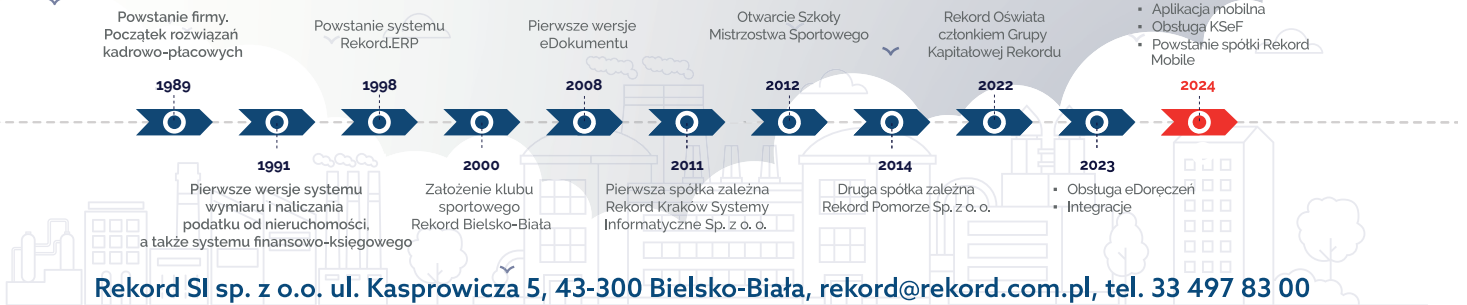 Powstanie firmy.
Początek rozwiązań
kadrowo-płacowych
1989
1991
Pierwsze wersje systemu
wymiaru i naliczania
podatku od nieruchomości,
a także systemu finansowo-księgowego
Powstanie systemu
Rekord.ERP
1998
2000
Założenie klubu
sportowego
Rekord Bielsko-Biała
Pierwsze wersje
eDokumentu
2008
2011
Pierwsza spółka zależna
Rekord Kraków Systemy
Informatyczne Sp. z o. o.
Otwarcie Szkoły
Mistrzostwa Sportowego
2012
2014
Druga spółka zależna
Rekord Pomorze Sp. z o. o.
Rekord Oświata
członkiem Grupy
Kapitałowej Rekordu
2022
2023
▪ Obsługa eDoręczeń
▪ Integracje
▪ Aplikacja mobilna
▪ Obsługa KSeF
▪ Powstanie spółki Rekord
Mobile
2024
Rekord SI sp. z o.o. ul. Kasprowicza 5, 43-300 Bielsko-Biała, rekord@rekord.com.pl, tel. 33 497 83 00